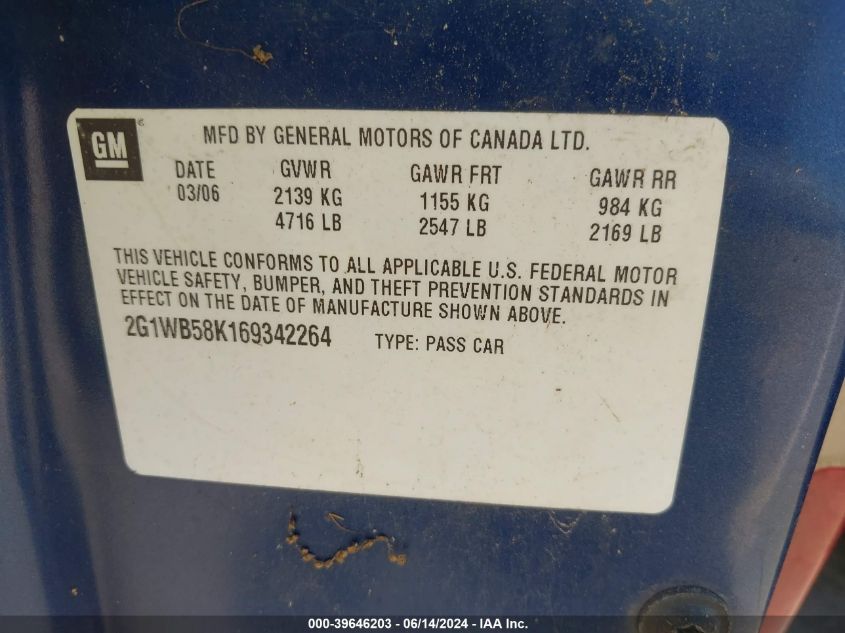 GM
MFD BY GENERAL MOTORS OF CANADA LTD.
DATE GVWR GAWR FRT GAWR RR
03/06 2139 KG 1155 KG 984 KG
4716 LB 2547 LB 2169 LB
THIS VEHICLE CONFORMS TO ALL APPLICABLE U.S. FEDERAL MOTOR
VEHICLE SAFETY, BUMPER, AND THEFT PREVENTION STANDARDS IN
EFFECT ON THE DATE OF MANUFACTURE SHOWN ABOVE.
2G1WB58K169342264 TYPE: PASS CAR
000-39646203 - 06/14/2024 - IAA Inc.